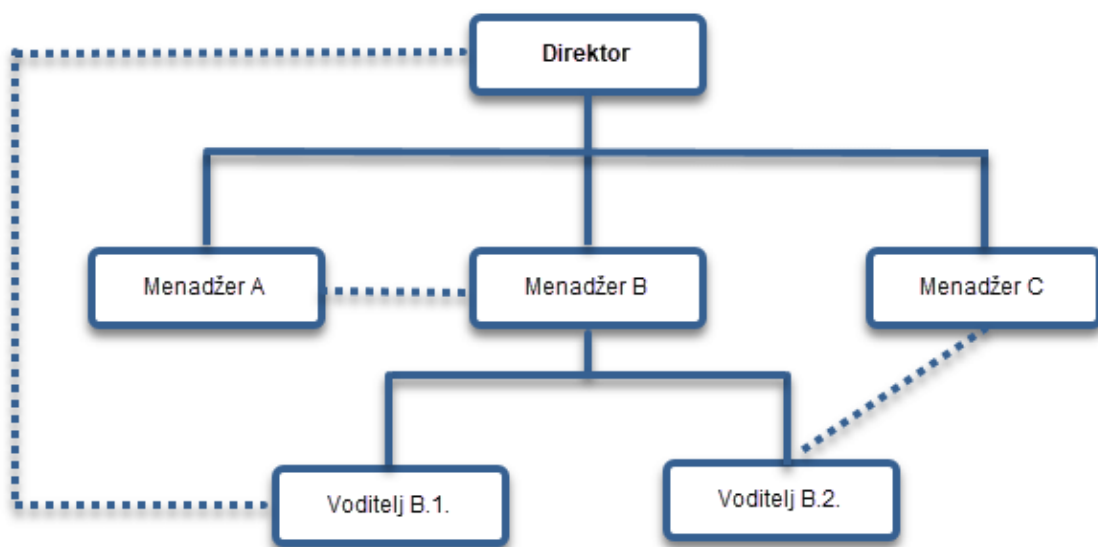 Direktor
Menadžer A
Menadžer B
Menadžer C
Voditelj B.1.
Voditelj B.2.